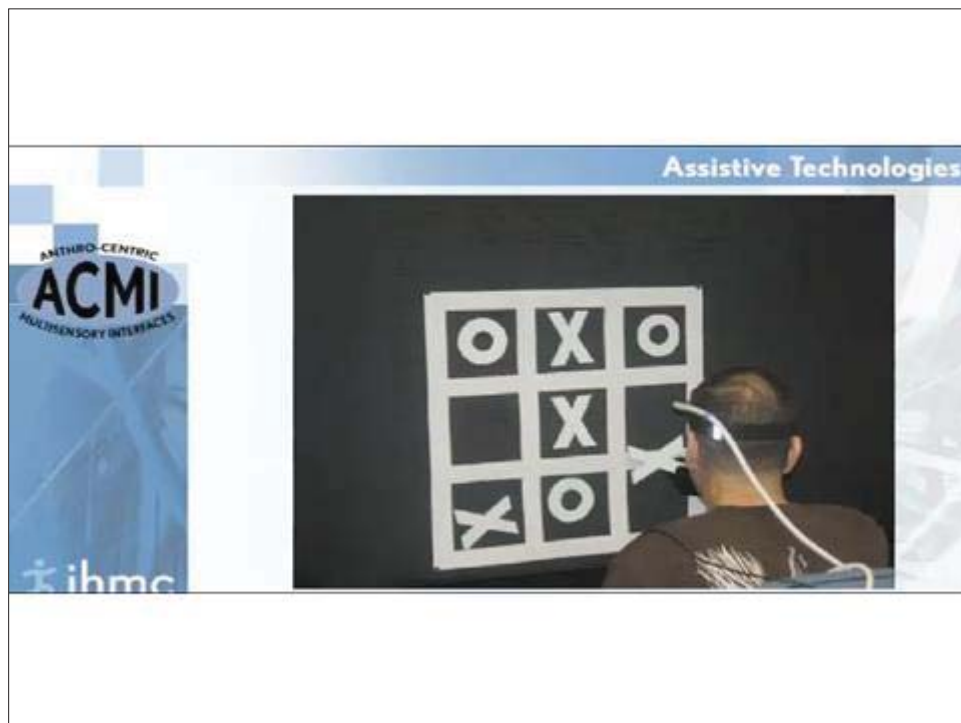 Assistive Technologies
ANTHRO-CENTRIC
ACMI
MULTISENSORY INTERFACES
O X O
X
X
X O
ihmc